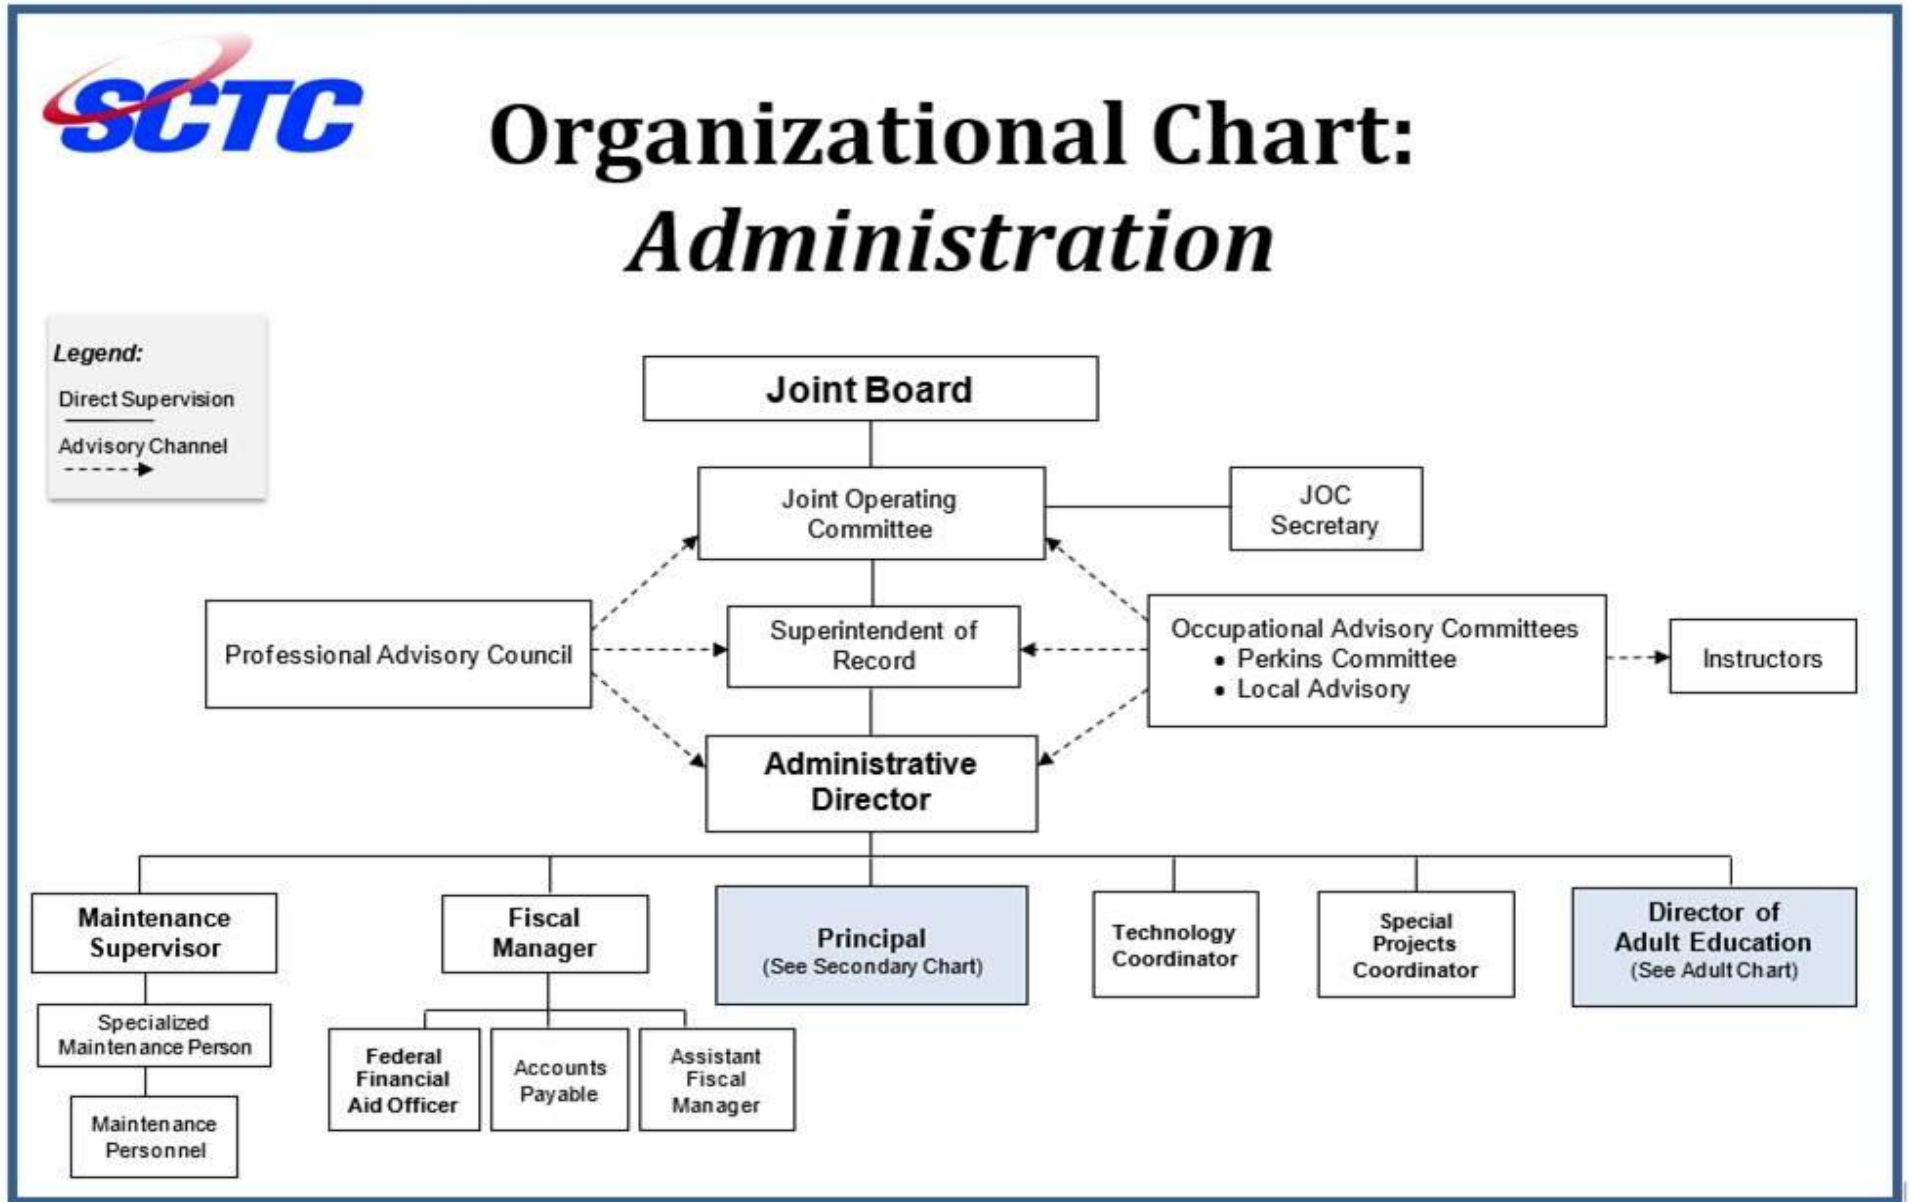 SCTC
Organizational Chart:
Administration
Legend:
Direct Supervision
Advisory Channel
Joint Board
Joint Operating
Committee
JOC
Secretary
Professional Advisory Council
Superintendent of
Record
Occupational Advisory Committees
• Perkins Committee
• Local Advisory
Instructors
Administrative
Director
Maintenance
Supervisor
Fiscal
Manager
Principal
(See Secondary Chart)
Technology
Coordinator
Special
Projects
Coordinator
Director of
Adult Education
(See Adult Chart)
Specialized
Maintenance Person
Federal
Financial
Aid Officer
Accounts
Payable
Assistant
Fiscal
Manager
Maintenance
Personnel